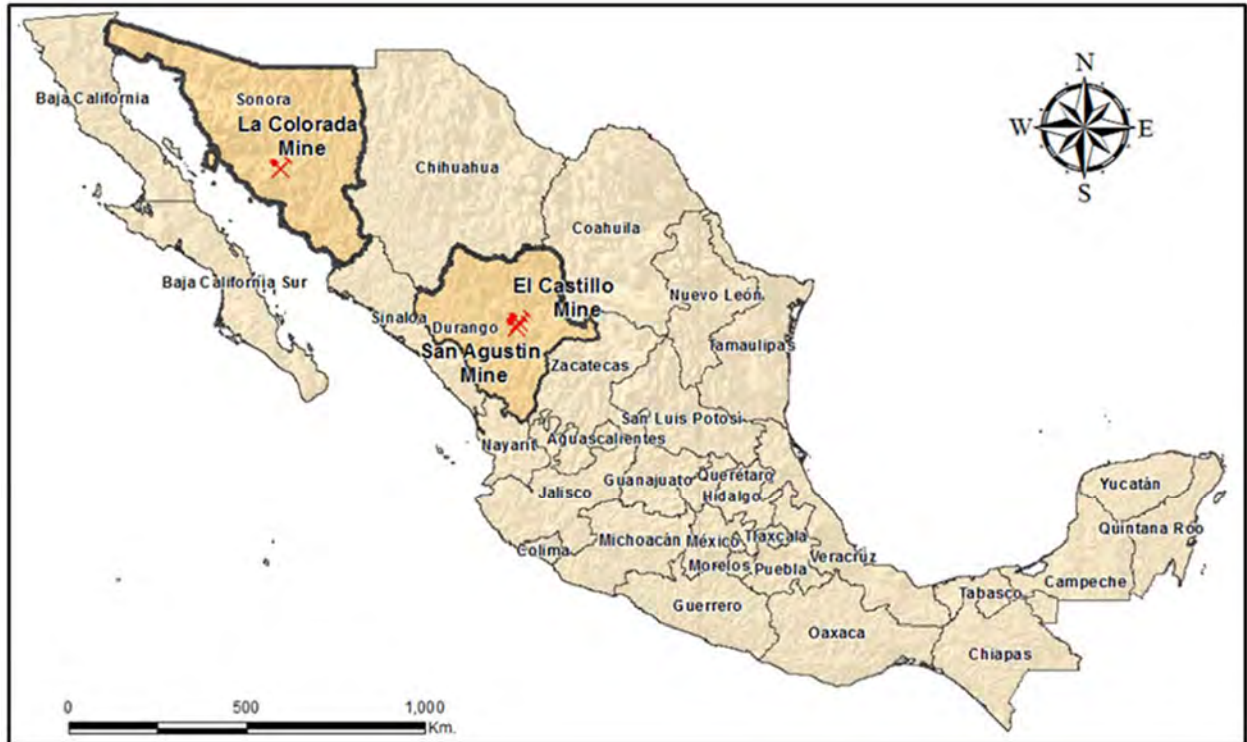 N
W E
S
Baja California
Sonora
La Colorada
Mine
Chihuahua
Coahuila
Baja California Sur
Nuevo León
El Castillo
Mine
Sinaloa
Durango
San Agustin
Mine
Tamaulipas
Zacatecas
San Luis Potosí
Nayarit
Aguascalientes
Guanajuato
Querétaro
Jalisco
Hidalgo
Yucatán
Quintana Roo
Michoacán
México
Tlaxcala
Colima
Veracruz
Morelos
Puebla
Campeche
Tabasco
Guerrero
Oaxaca
Chiapas
0 500 1,000
Km.